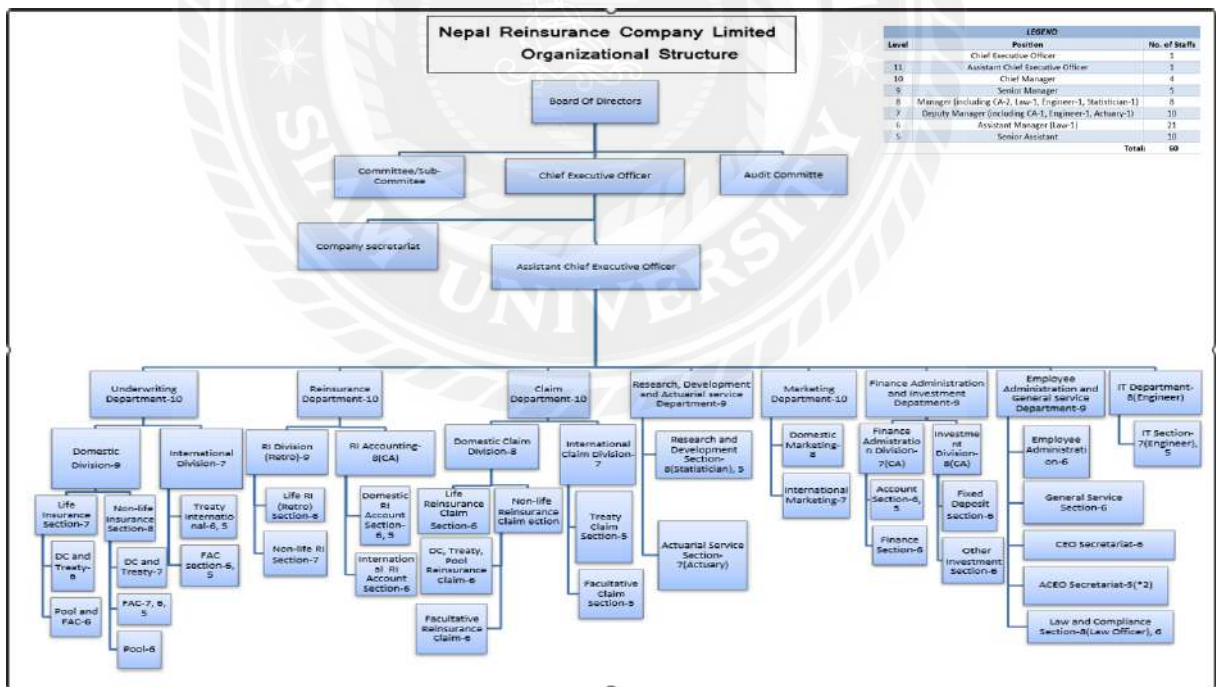 Nepal Reinsurance Company Limited
Organizational Structure
LEGEND
Level Position No. of Staffs
Chief Executive Officer 1
11 Assistant Chief Executive Officer 1
10 Chief Manager 4
9 Senior Manager 5
8 Manager (including CA-2, Law-1, Engineer-1, Statistician-1) 8
7 Deputy Manager (including CA-1, Engineer-1, Actuary-1) 10
6 Assistant Manager (Law-1) 21
5 Senior Assistant 10
Total: 60
Board Of Directors
Committee/Sub-
Commitee
Chief Executive Officer
Audit Committe
Company Secretariat
Assistant Chief Executive Officer
SIAM UNIVERSITY
Underwriting
Department-10
Reinsurance
Department-10
Claim
Department-10
Research, Development
and Actuarial service
Department-9
Marketing
Department-10
Finance Administration
and Investment
Depatment-9
Employee
Administration and
General Service
Department-9
IT Department-
8(Engineer)
Domestic
Division-9
International
Division-7
RI Division
(Retro)-9
RI Accounting-
8(CA)
Domestic Claim
Division-8
International
Claim Division-
7
Research and
Development
Section-
8(Statistician), 5
Domestic
Marketing-
8
Finance
Admistratio
n Division-
7(CA)
Investme
nt
Division-
8(CA)
Employee
Administrati
on-6
IT Section-
7(Engineer),
5
Life
Insurance
Section-7
Non-life
Insurance
Section-8
Treaty
Internatio
nal-6, 5
Life RI
(Retro)
Section-6
Domestic
RI
Account
Section-
6, 5
Life
Reinsurance
Claim
Section-6
Non-life
Reinsurance
Claim ection
Treaty
Claim
Section-5
International
Marketing-7
Account
Section-6,
5
Fixed
Deposit
Section-6
General Service
Section-6
DC and
Treaty-
6
DC and
Treaty-7
FAC
section-6,
5
Non-life RI
Section-7
Internation
al RI
Account
Section-6
DC, Treaty,
Pool
Reinsurance
Claim-6
Facultative
Claim
Section-5
Actuarial Service
Section-
7(Actuary)
Finance
Section-6
Other
Investment
Section-6
CEO Secretariat-6
Pool and
FAC-6
FAC-7, 6,
5
Facultative
Reinsurance
Claim-6
ACEO Secretariat-5(*2)
Pool-6
Law and Compliance
Section-8(Law Officer), 6